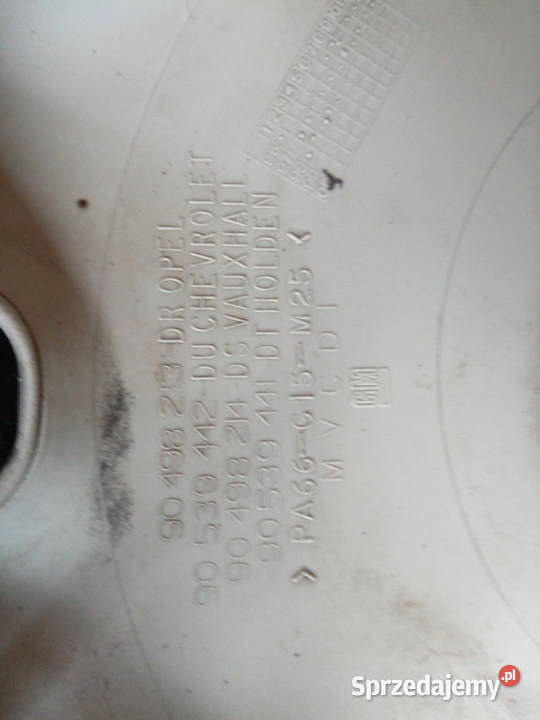 90 498 213-DR OPEL
90 539 442-DU CHEVROLET
90 498 214-DS VAUXHALL
90 539 441-DT HOLDEN
> PA66-G15-M25 <
M V C D I
GM
Sprzedajemy.pl